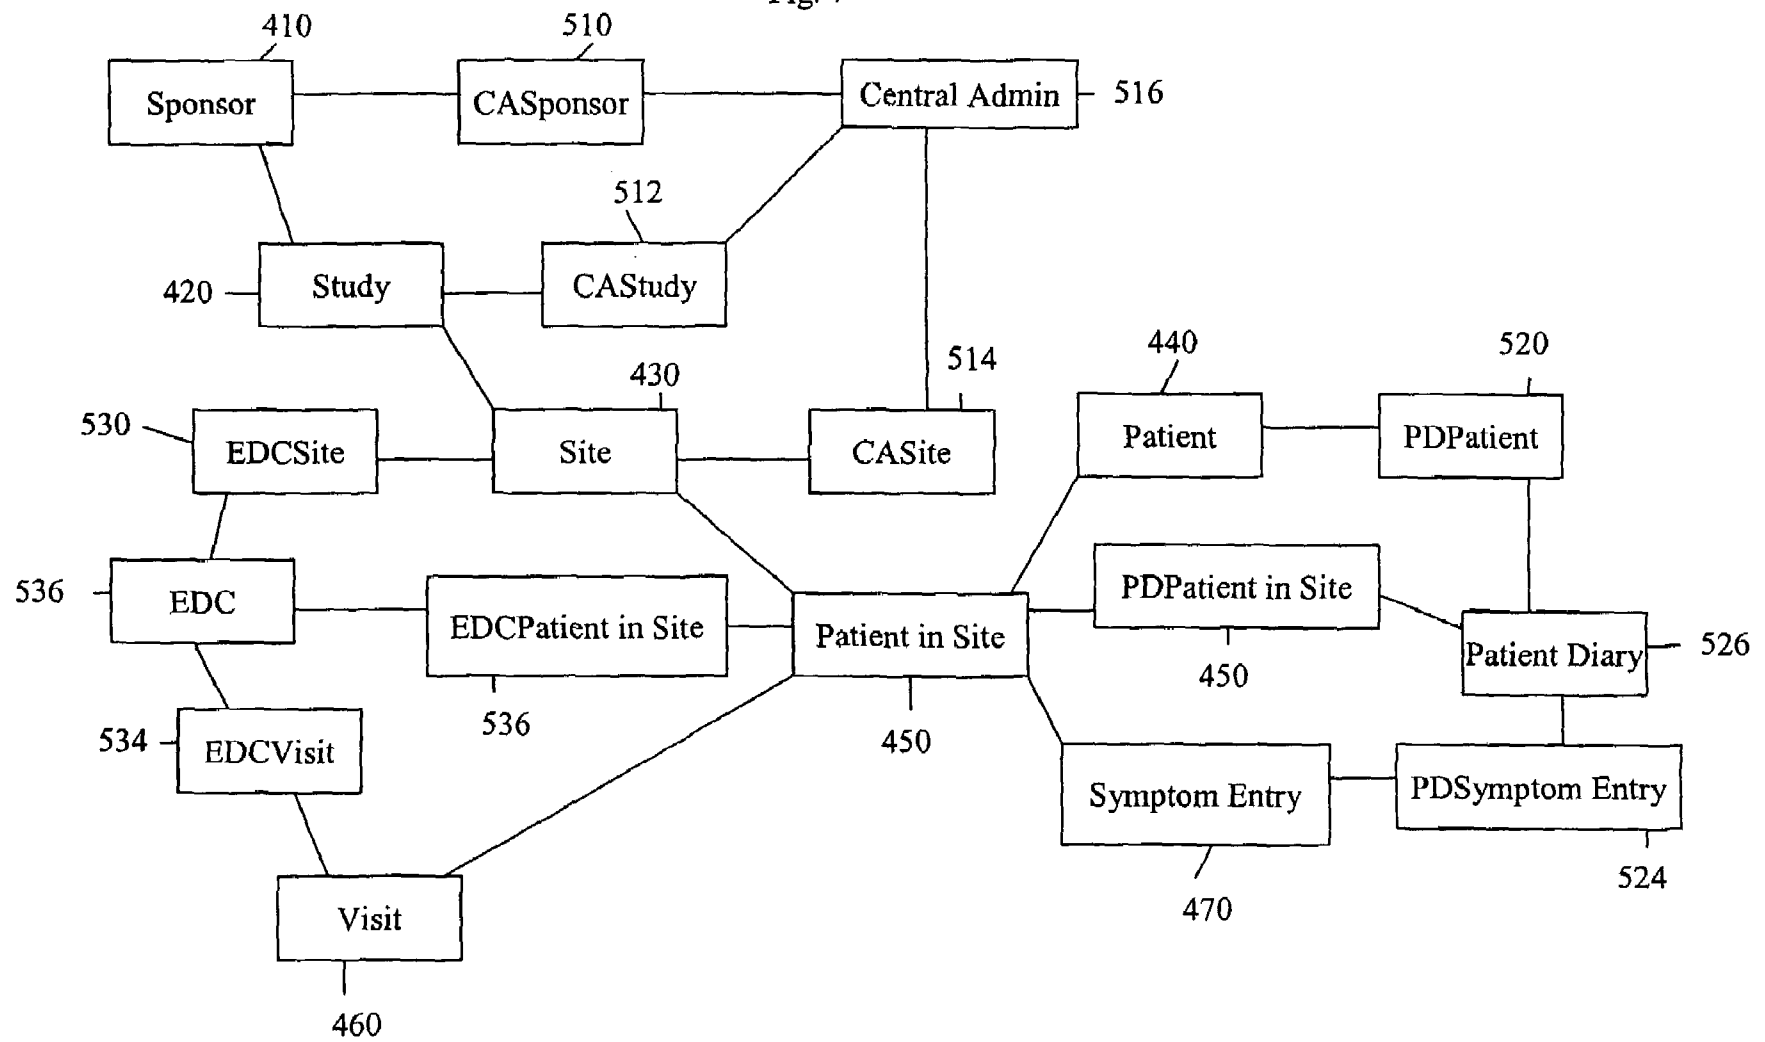 410
510
Sponsor
CASponsor
Central Admin
516
512
420
Study
CAStudy
440
520
514
430
530
EDCSite
Site
CASite
Patient
PDPatient
536
EDC
EDCPatient in Site
Patient in Site
PDPatient in Site
450
Patient Diary
526
536
450
534
EDCVisit
Symptom Entry
PDSymptom Entry
524
470
Visit
460